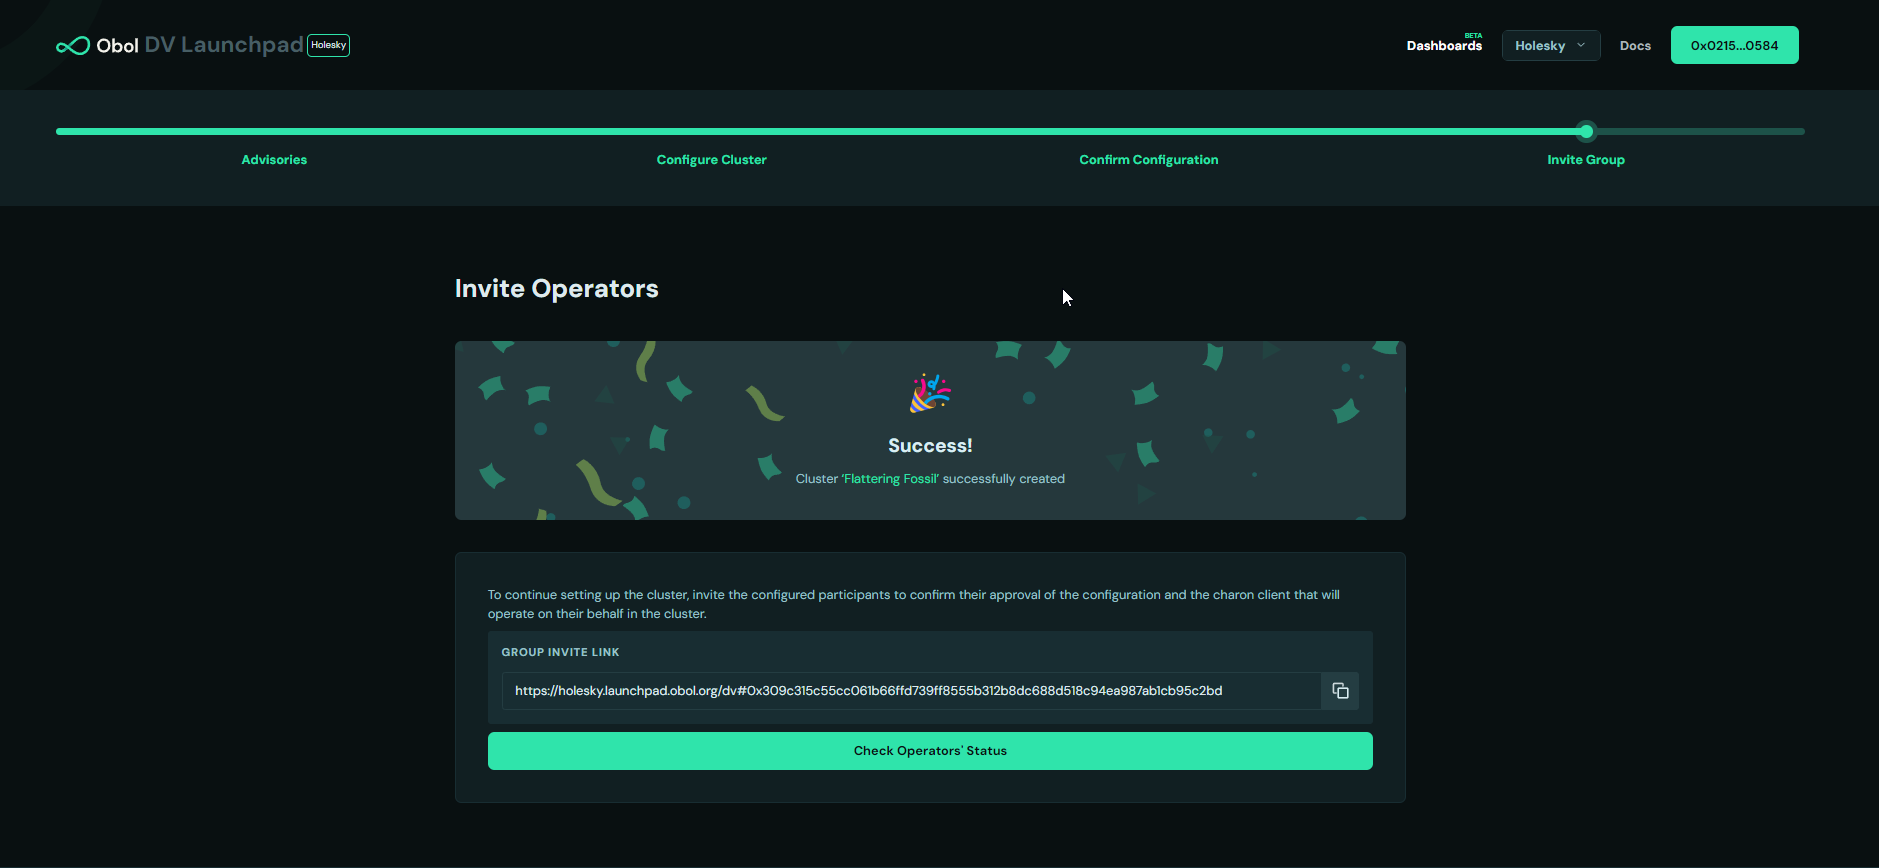 Obol DV Launchpad Holesky
Dashboards BETA Holesky Docs 0x0215...0584
Advisories Configure Cluster Confirm Configuration Invite Group
Invite Operators
Success!
Cluster ‘Flattering Fossil’ successfully created
To continue setting up the cluster, invite the configured participants to confirm their approval of the configuration and the charon client that will
operate on their behalf in the cluster.
GROUP INVITE LINK
https://holesky.launchpad.obol.org/dv#0x309c315c55cc061b66ffd739ff8555b312b8dc688d518c94ea987ab1cb95c2bd
Check Operators' Status